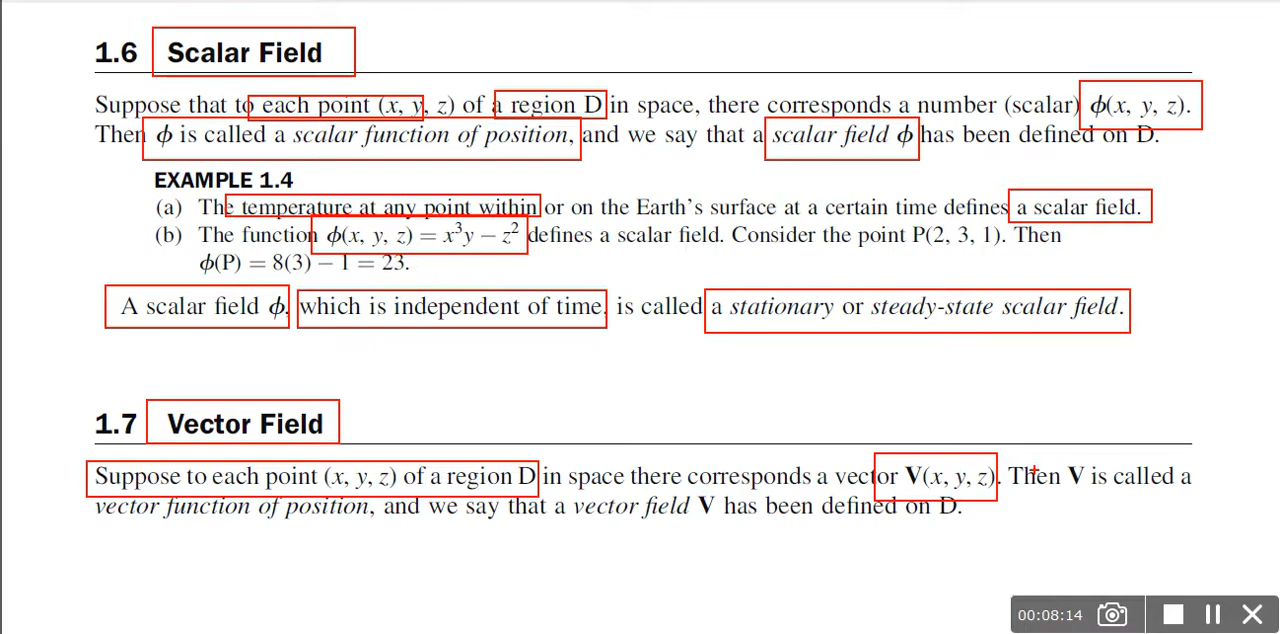 1.6 Scalar Field
Suppose that to each point (x, y, z) of a region D in space, there corresponds a number (scalar) ϕ(x, y, z).
Then ϕ is called a scalar function of position, and we say that a scalar field ϕ has been defined on D.
EXAMPLE 1.4
(a) The temperature at any point within or on the Earth's surface at a certain time defines a scalar field.
(b) The function ϕ(x, y, z) = x³y − z² defines a scalar field. Consider the point P(2, 3, 1). Then
ϕ(P) = 8(3) − 1 = 23.
A scalar field ϕ, which is independent of time, is called a stationary or steady-state scalar field.
1.7 Vector Field
Suppose to each point (x, y, z) of a region D in space there corresponds a vector V(x, y, z). Then V is called a
vector function of position, and we say that a vector field V has been defined on D.
00:08:14